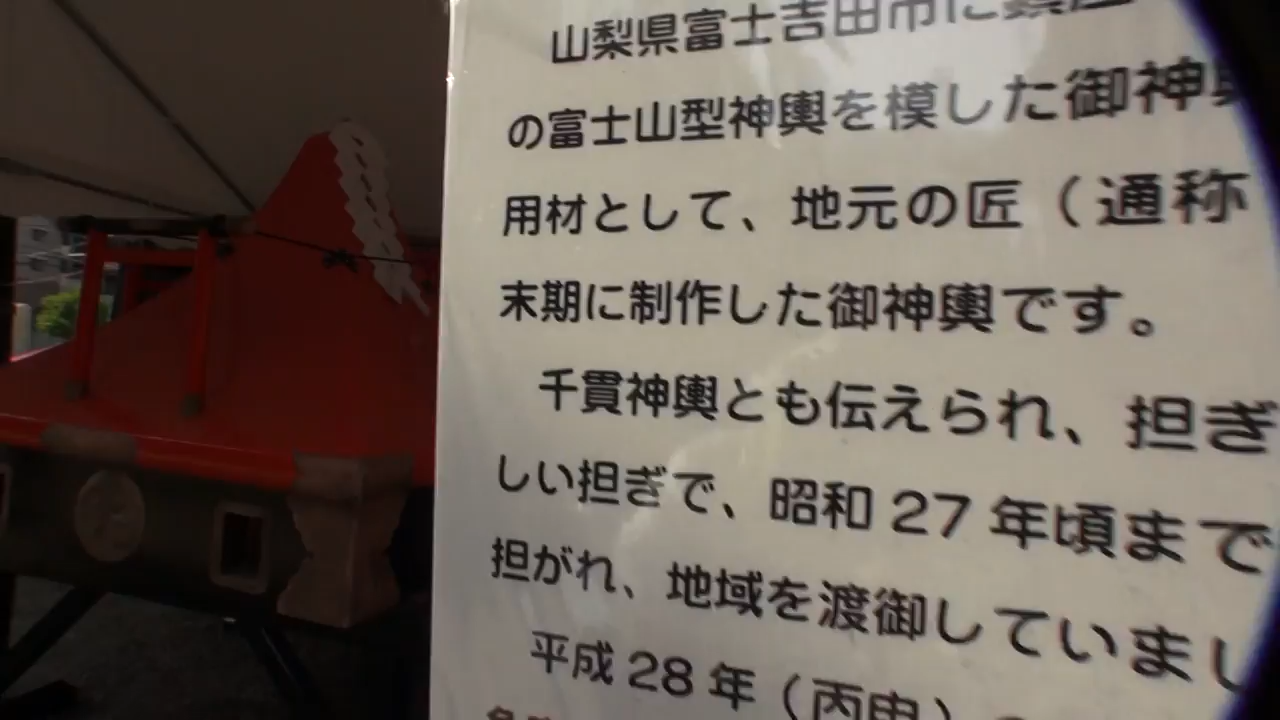 山梨県富士吉田市に鎮座
の富士山型神輿を模した御神輿
用材として、地元の匠（通称
末期に制作した御神輿です。
千貫神輿とも伝えられ、担ぎ
しい担ぎで、昭和27年頃まで
担がれ、地域を渡御していまし
平成28年（丙申）